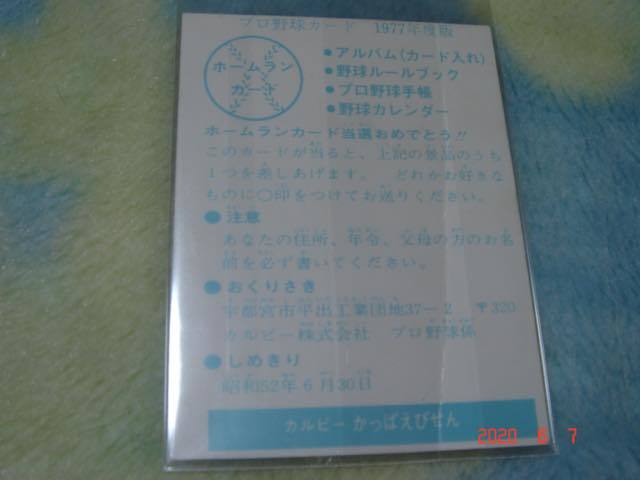 プロ野球カード 1977年度版
ホームラン
カード
●アルバム(カード入れ)
●野球ルールブック
●プロ野球手帳
●野球カレンダー
ホームランカード当選おめでとう!!
このカードが当ると、上記の景品のうち
1つを差しあげます。 どれかお好きな
ものに○印をつけてお送りください。
●注意
あなたの住所、年令、父母の方のお名
前を必ず書いてください。
●おくりさき
宇都宮市平出工業団地37-2 〒320
カルビー株式会社 プロ野球係
●しめきり
昭和52年6月30日
カルビー かっぱえびせん
2020 6 7